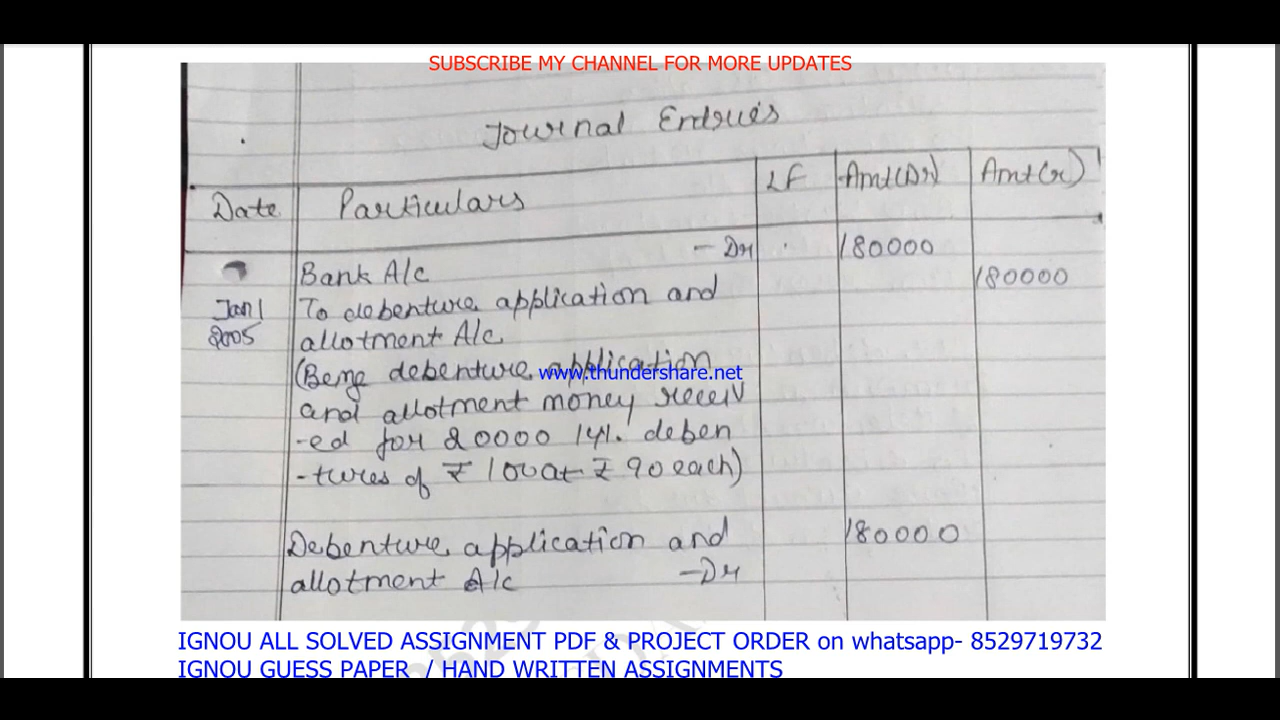 SUBSCRIBE MY CHANNEL FOR MORE UPDATES
Journal Entries
Date Particulars LF Amt(Dr) Amt(cr)
Bank A/c - Dr 180000
Jan 1 To debenture application and 180000
2005 allotment A/c
(Being debenture application
www.thundershare.net
and allotment money receiv
-ed for 20000 14%. deben
-tures of ₹ 100 at ₹ 90 each)
Debenture application and 180000
allotment A/c - Dr
IGNOU ALL SOLVED ASSIGNMENT PDF & PROJECT ORDER on whatsapp- 8529719732
IGNOU GUESS PAPER / HAND WRITTEN ASSIGNMENTS